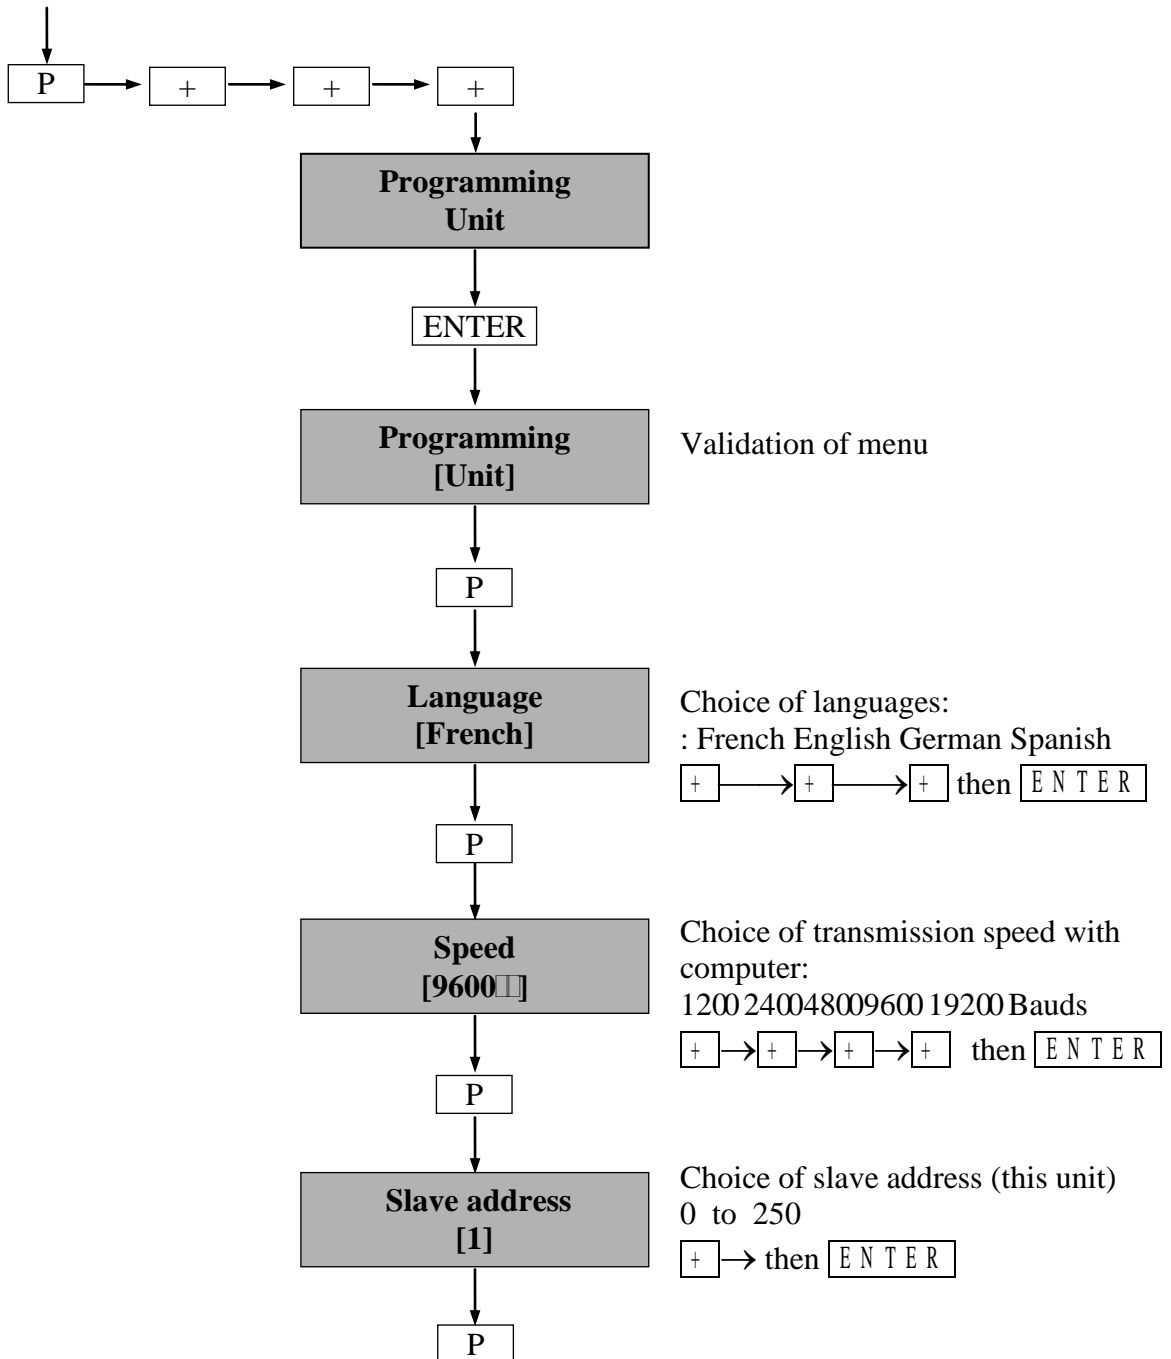 P + + +
Programming
Unit
ENTER
Programming
[Unit]
Validation of menu
P
Language
[French]
Choice of languages:
: French English German Spanish
+ + + then ENTER
P
Speed
[9600]
Choice of transmission speed with
computer:
1200 2400 4800 9600 19200 Bauds
+ + + + then ENTER
P
Slave address
[1]
Choice of slave address (this unit)
0 to 250
+ then ENTER
P